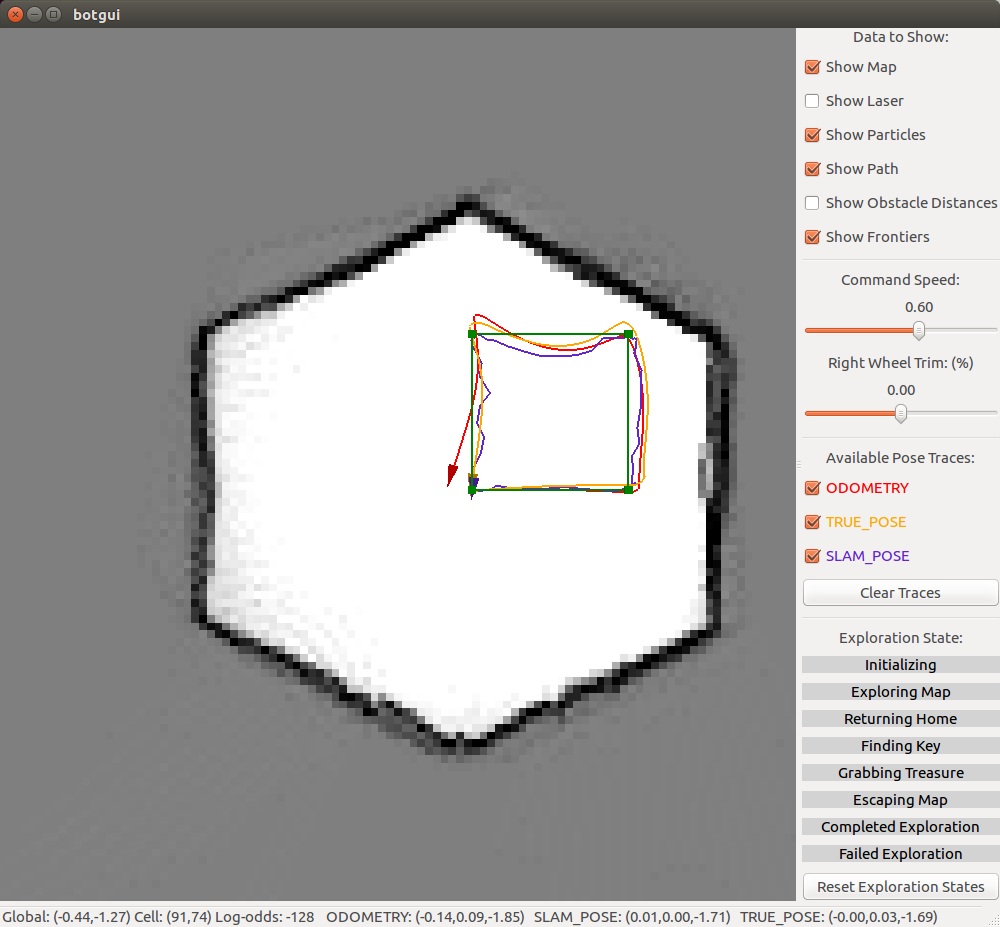 botgui
Data to Show:
Show Map
Show Laser
Show Particles
Show Path
Show Obstacle Distances
Show Frontiers
Command Speed:
0.60
Right Wheel Trim: (%)
0.00
Available Pose Traces:
ODOMETRY
TRUE_POSE
SLAM_POSE
Clear Traces
Exploration State:
Initializing
Exploring Map
Returning Home
Finding Key
Grabbing Treasure
Escaping Map
Completed Exploration
Failed Exploration
Reset Exploration States
Global: (-0.44,-1.27) Cell: (91,74) Log-odds: -128 ODOMETRY: (-0.14,0.09,-1.85) SLAM_POSE: (0.01,0.00,-1.71) TRUE_POSE: (-0.00,0.03,-1.69)